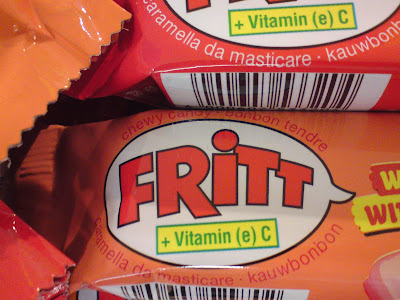 + Vitamin (e) C
caramella da masticare · kauwbonbon
chewy candy · bonbon tendre
FRiTT
+ Vitamin (e) C
caramella da masticare · kauwbonbon